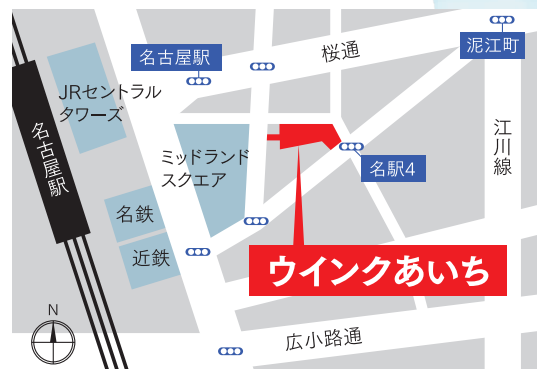 桜通
名古屋駅
泥江町
JRセントラル
タワーズ
名古屋駅
江川線
ミッドランド
スクエア
名駅4
名鉄
近鉄
ウインクあいち
広小路通
N